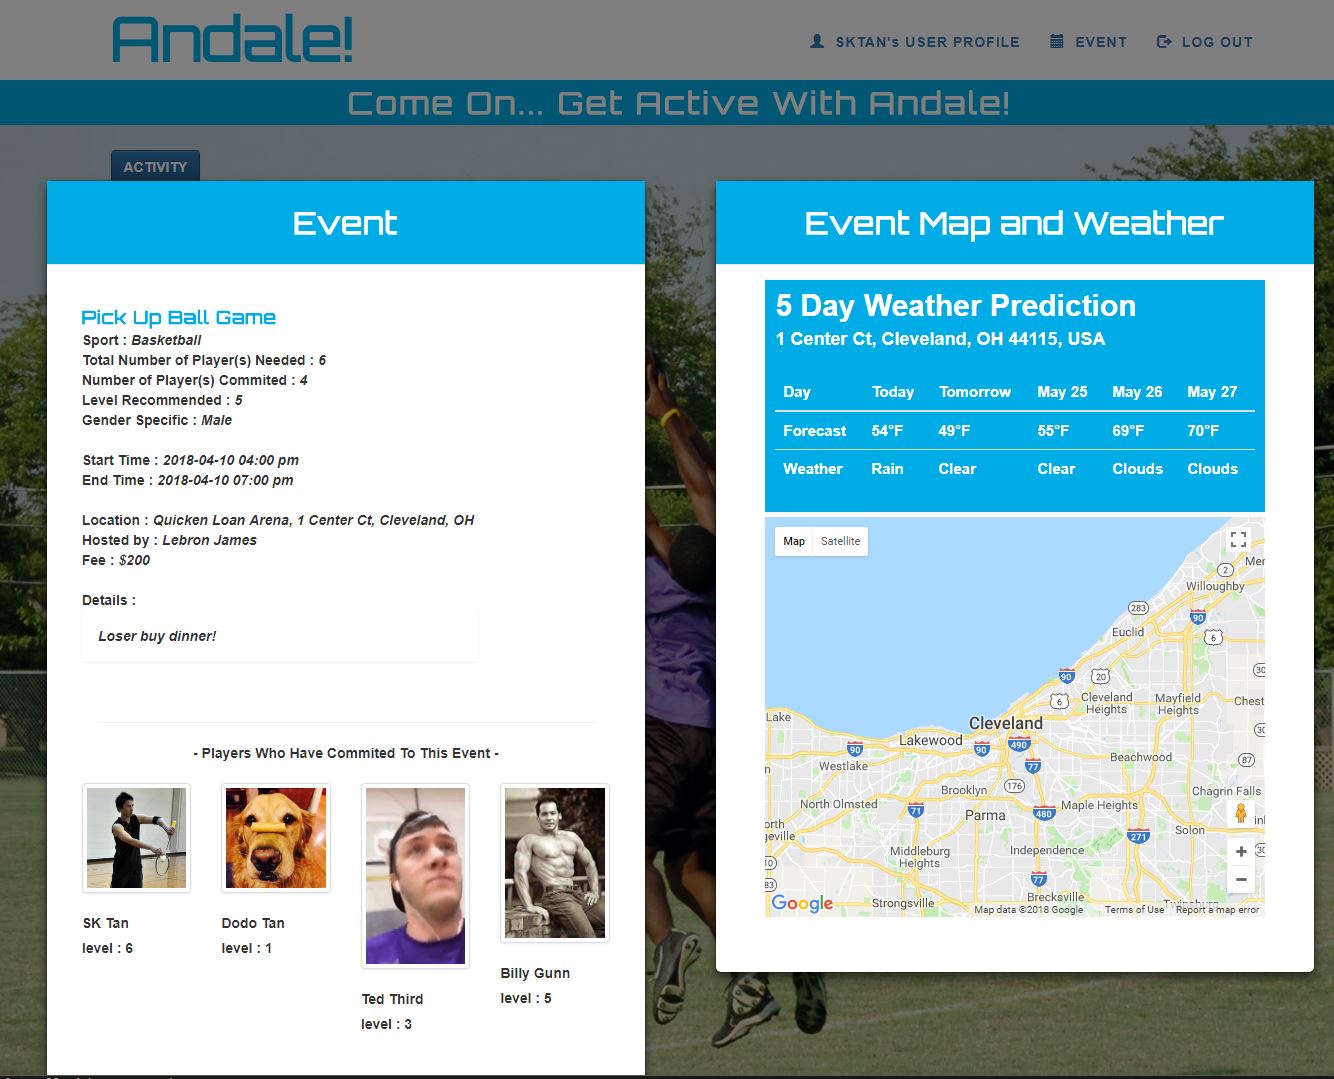 Andale!
SKTAN's USER PROFILE
EVENT
LOG OUT
Come On... Get Active With Andale!
ACTIVITY
Event
Pick Up Ball Game
Sport : Basketball
Total Number of Player(s) Needed : 6
Number of Player(s) Commited : 4
Level Recommended : 5
Gender Specific : Male
Start Time : 2018-04-10 04:00 pm
End Time : 2018-04-10 07:00 pm
Location : Quicken Loan Arena, 1 Center Ct, Cleveland, OH
Hosted by : Lebron James
Fee : $200
Details :
Loser buy dinner!
- Players Who Have Commited To This Event -
SK Tan
level : 6
Dodo Tan
level : 1
Ted Third
level : 3
Billy Gunn
level : 5
Event Map and Weather
5 Day Weather Prediction
1 Center Ct, Cleveland, OH 44115, USA
Day Today Tomorrow May 25 May 26 May 27
Forecast 54°F 49°F 55°F 69°F 70°F
Weather Rain Clear Clear Clouds Clouds
Map Satellite
Mer
2
Willoughby
283
90
Euclid
6
90
20
6
Cleveland
Heights
Mayfield
Heights
Chest
Lake
Cleveland
Lakewood
90
90
490
77
Westlake
Beachwood
87
Brooklyn
176
Chagrin Falls
North Olmsted
71
Parma
480
Maple Heights
271
Solon
Middleburg
Heights
Independence
77
Brecksville
Strongsville
Google
Map data ©2018 Google
Terms of Use
Report a map error